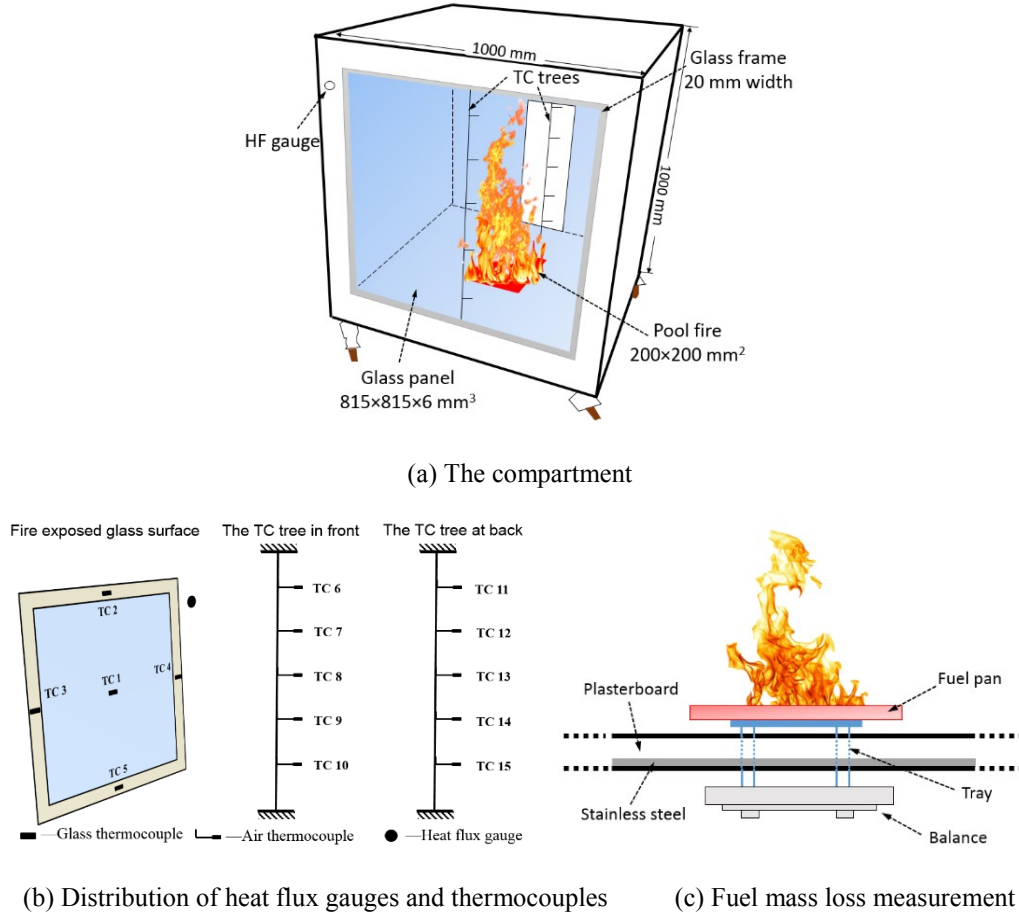 1000 mm
Glass frame
20 mm width
TC trees
HF gauge
1000 mm
Pool fire
200×200 mm²
Glass panel
815×815×6 mm³
(a) The compartment
Fire exposed glass surface
The TC tree in front
The TC tree at back
TC 2
TC 4
TC 1
TC 3
TC 5
TC 6
TC 7
TC 8
TC 9
TC 10
TC 11
TC 12
TC 13
TC 14
TC 15
—Glass thermocouple
—Air thermocouple
—Heat flux gauge
Plasterboard
Fuel pan
Stainless steel
Tray
Balance
(b) Distribution of heat flux gauges and thermocouples
(c) Fuel mass loss measurement